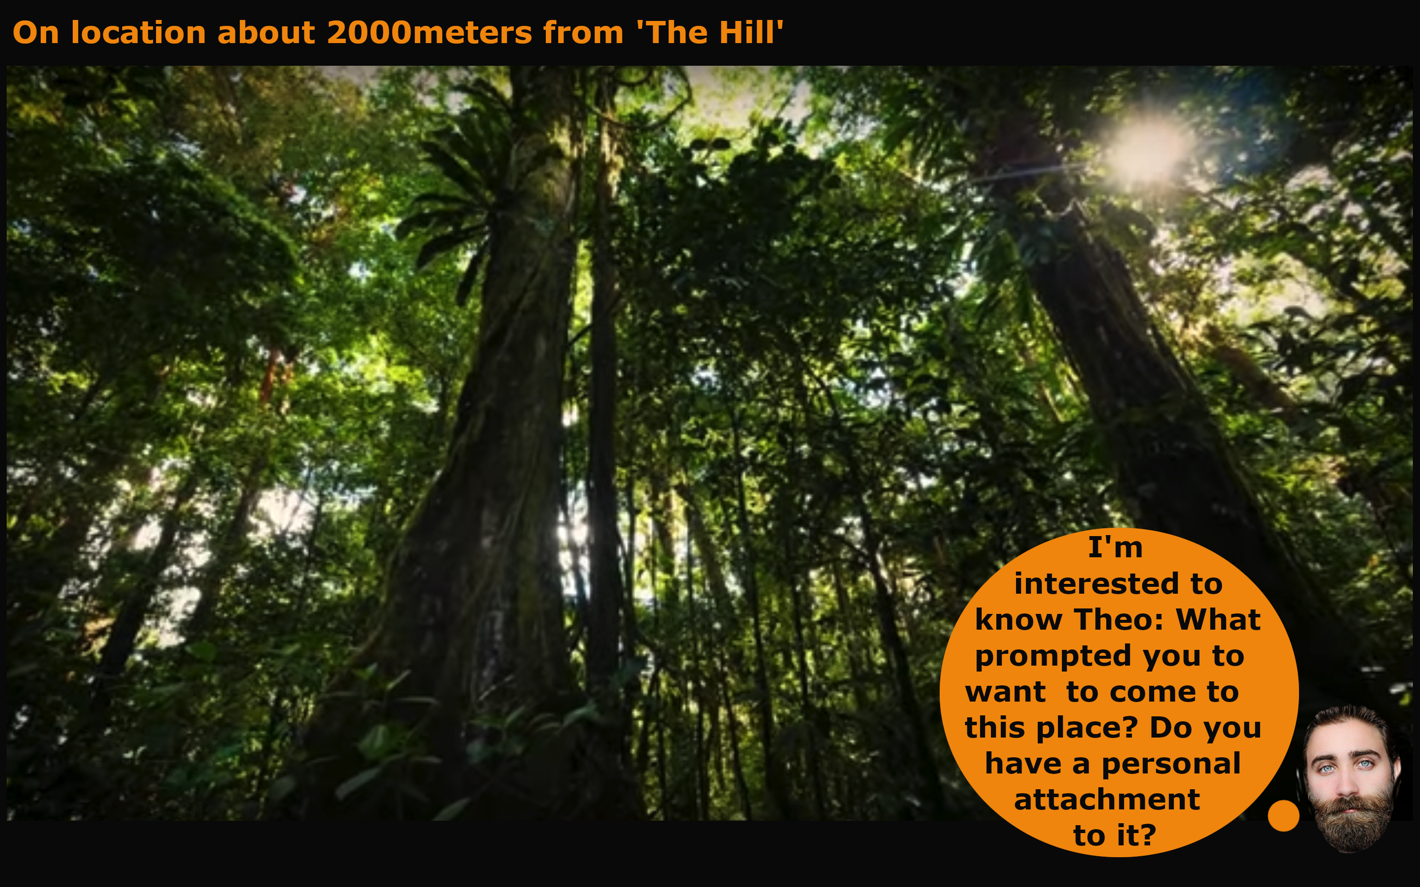 On location about 2000meters from 'The Hill'
I'm
interested to
know Theo: What
prompted you to
want  to come to
this place? Do you
have a personal
attachment
to it?